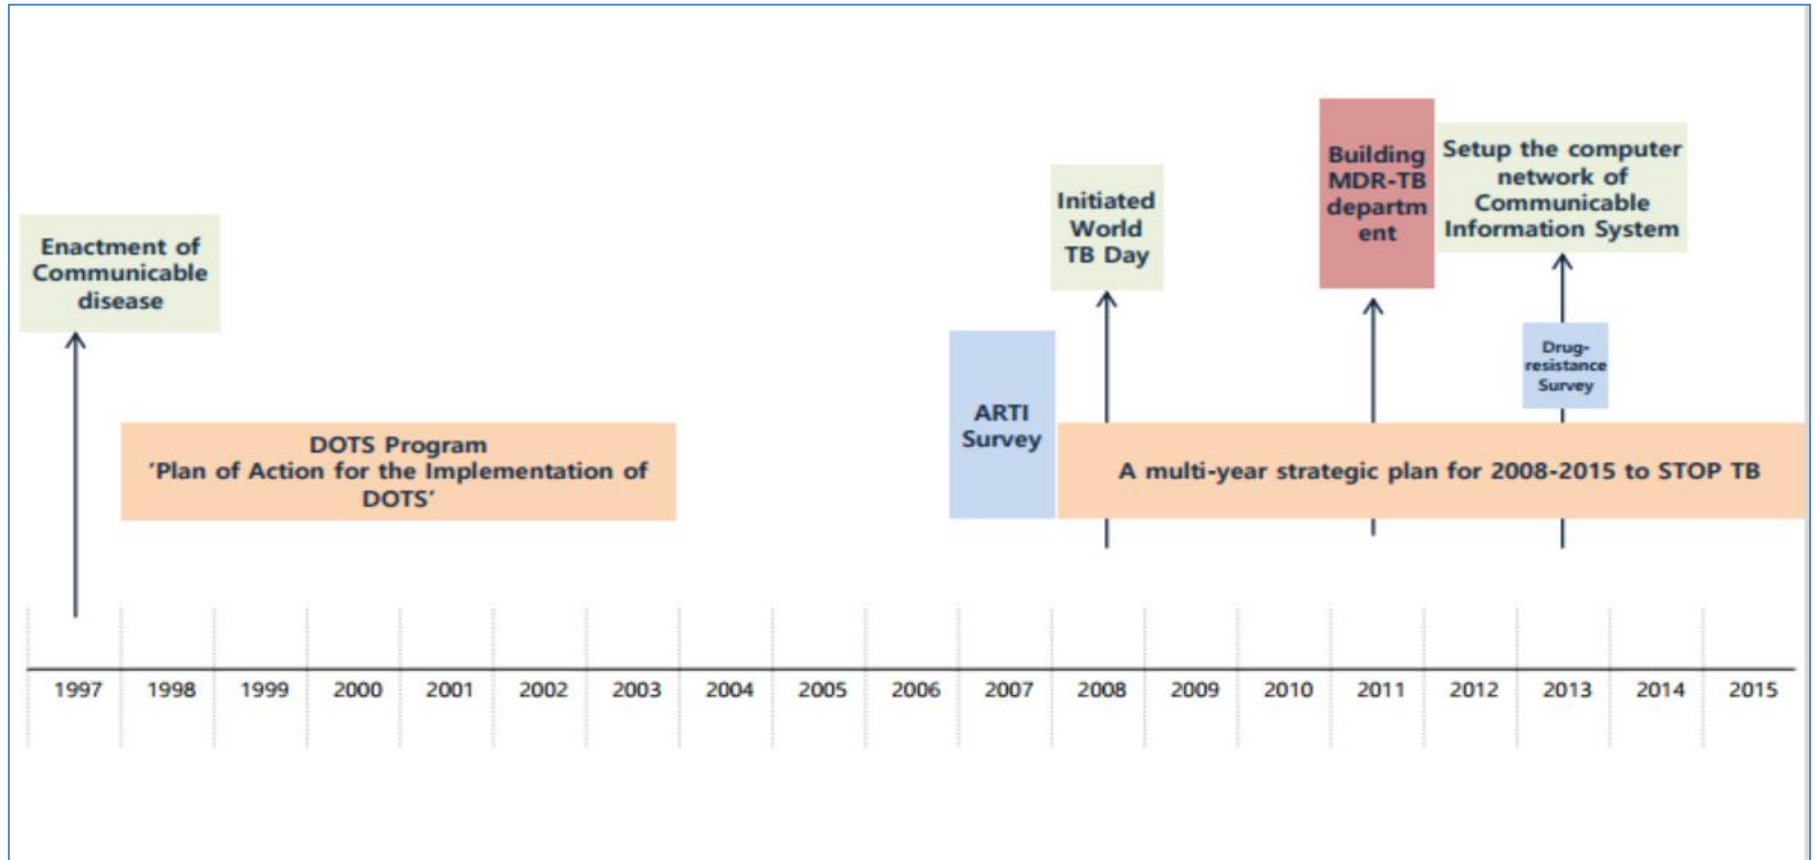 Enactment of
Communicable
disease
DOTS Program
‘Plan of Action for the Implementation of
DOTS’
ARTI
Survey
Initiated
World
TB Day
Building
MDR-TB
departm
ent
Setup the computer
network of
Communicable
Information System
Drug-
resistance
Survey
A multi-year strategic plan for 2008-2015 to STOP TB
1997 1998 1999 2000 2001 2002 2003 2004 2005 2006 2007 2008 2009 2010 2011 2012 2013 2014 2015